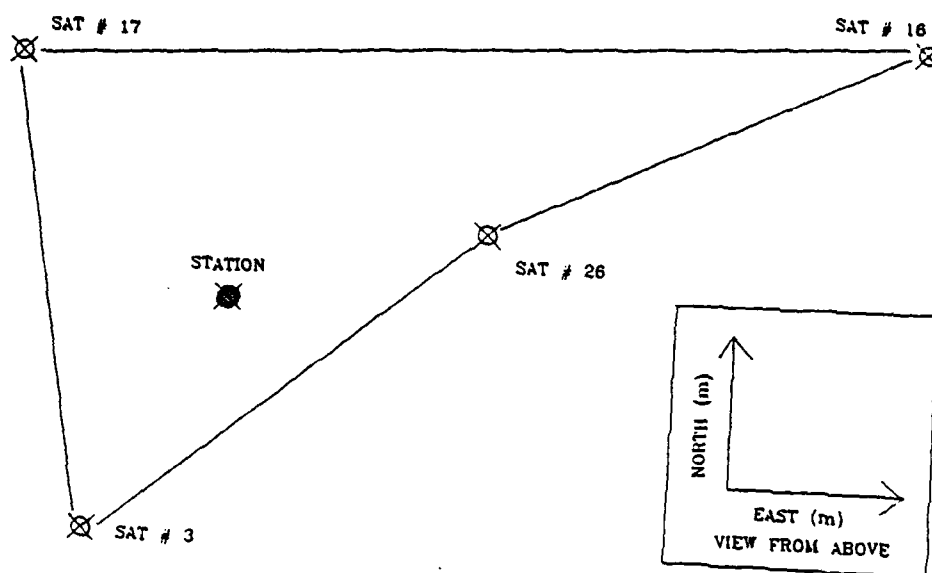 SAT # 17
SAT # 16
STATION
SAT # 26
NORTH (m)
EAST (m)
VIEW FROM ABOVE
SAT # 3